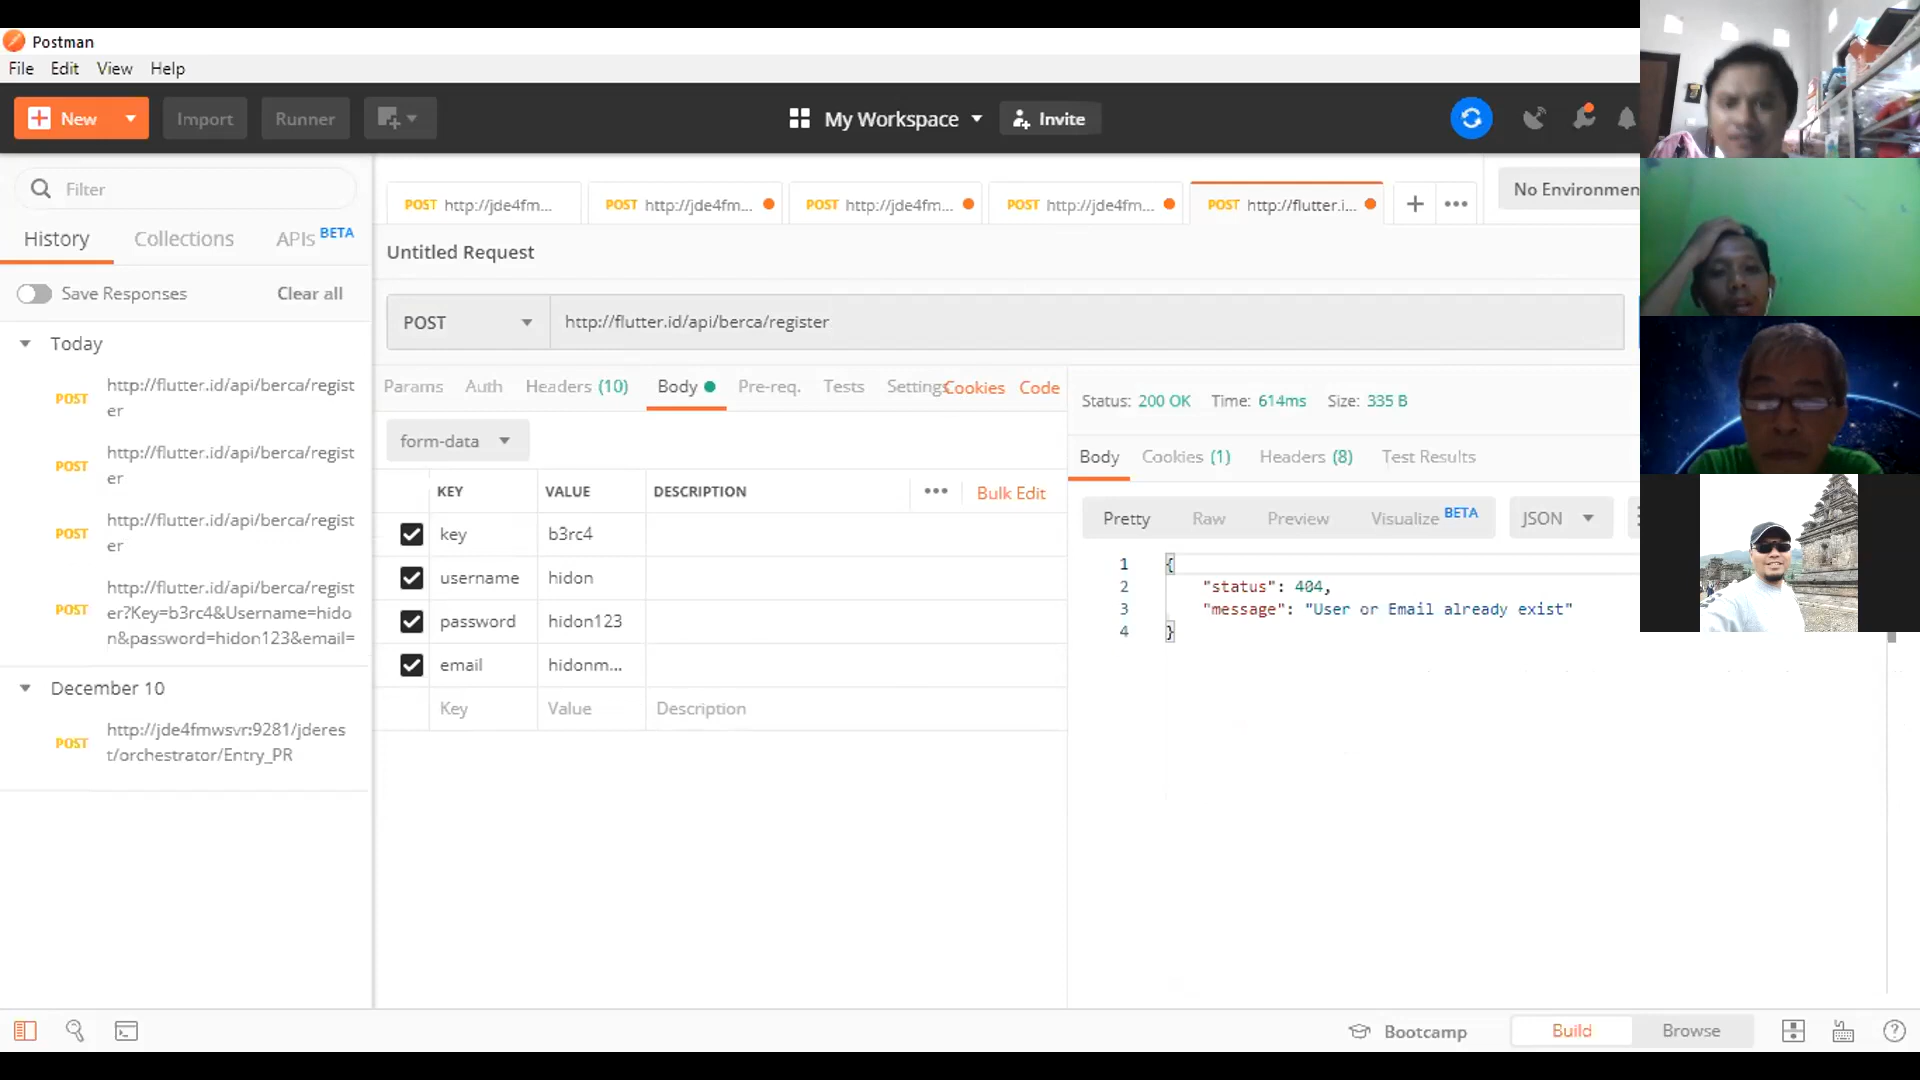 Postman
File Edit View Help
New Import Runner My Workspace Invite
Filter
History Collections APIs BETA
Save Responses Clear all
Today
POST http://flutter.id/api/berca/regist
er
POST http://flutter.id/api/berca/regist
er
POST http://flutter.id/api/berca/regist
er
POST http://flutter.id/api/berca/regist
er?Key=b3rc4&Username=hido
n&password=hidon123&email=
December 10
POST http://jde4fmwsvr:9281/jderes
t/orchestrator/Entry_PR
POST http://jde4fm... POST http://jde4fm... POST http://jde4fm... POST http://jde4fm... POST http://flutter.i... + ••• No Environmen
Untitled Request
POST http://flutter.id/api/berca/register
Params Auth Headers (10) Body Pre-req. Tests Settings Cookies Code
form-data
KEY VALUE DESCRIPTION ••• Bulk Edit
key b3rc4
username hidon
password hidon123
email hidonm...
Key Value Description
Status: 200 OK Time: 614ms Size: 335 B
Body Cookies (1) Headers (8) Test Results
Pretty Raw Preview Visualize BETA JSON
1 {
2 "status": 404,
3 "message": "User or Email already exist"
4 }
Bootcamp Build Browse